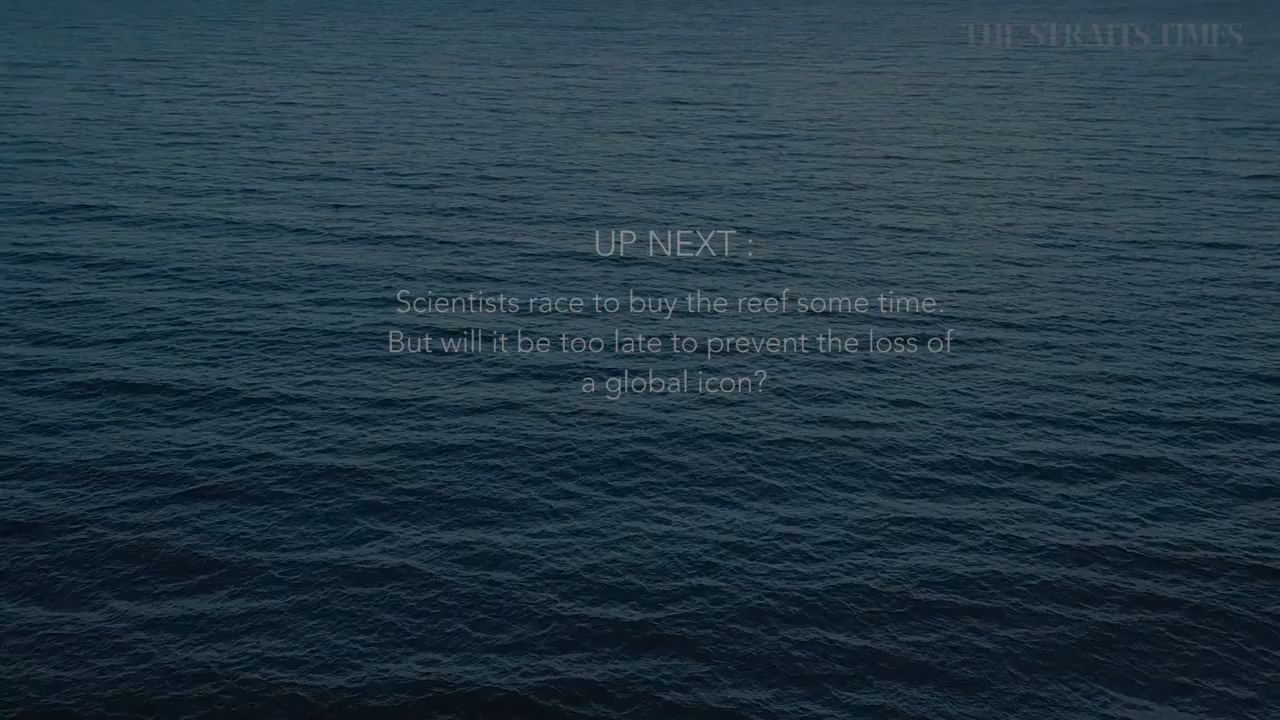 THE STRAITS TIMES
UP NEXT :
Scientists race to buy the reef some time.
But will it be too late to prevent the loss of
a global icon?